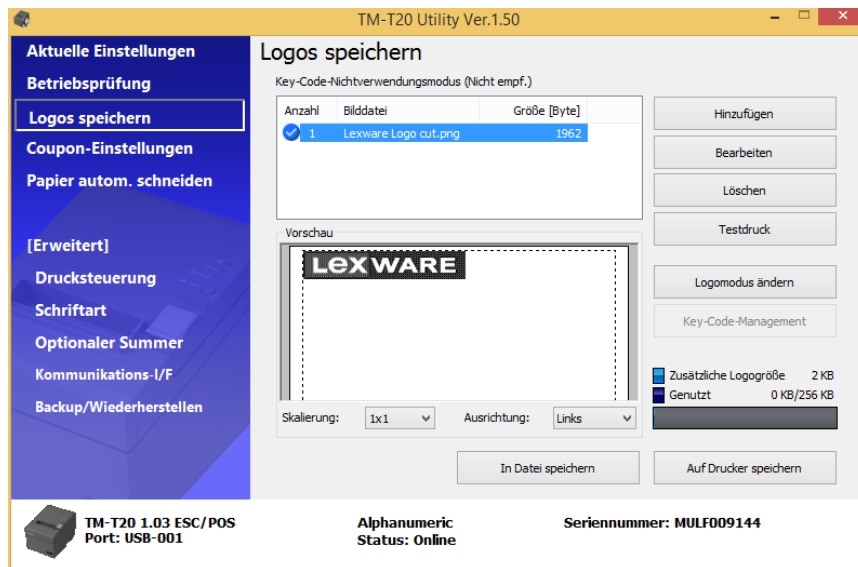 TM-T20 Utility Ver.1.50
Aktuelle Einstellungen
Betriebsprüfung
Logos speichern
Coupon-Einstellungen
Papier autom. schneiden
[Erweitert]
Drucksteuerung
Schriftart
Optionaler Summer
Kommunikations-I/F
Backup/Wiederherstellen
Logos speichern
Key-Code-Nichtverwendungsmodus (Nicht empf.)
Anzahl Bilddatei Größe [Byte]
1 Lexware Logo cut.png 1962
Vorschau
LexWARE
Skalierung: 1x1 Ausrichtung: Links
Hinzufügen
Bearbeiten
Löschen
Testdruck
Logomodus ändern
Key-Code-Management
Zusätzliche Logogröße 2 KB
Genutzt 0 KB/256 KB
In Datei speichern
Auf Drucker speichern
TM-T20 1.03 ESC/POS
Port: USB-001
Alphanumeric
Status: Online
Seriennummer: MULF009144